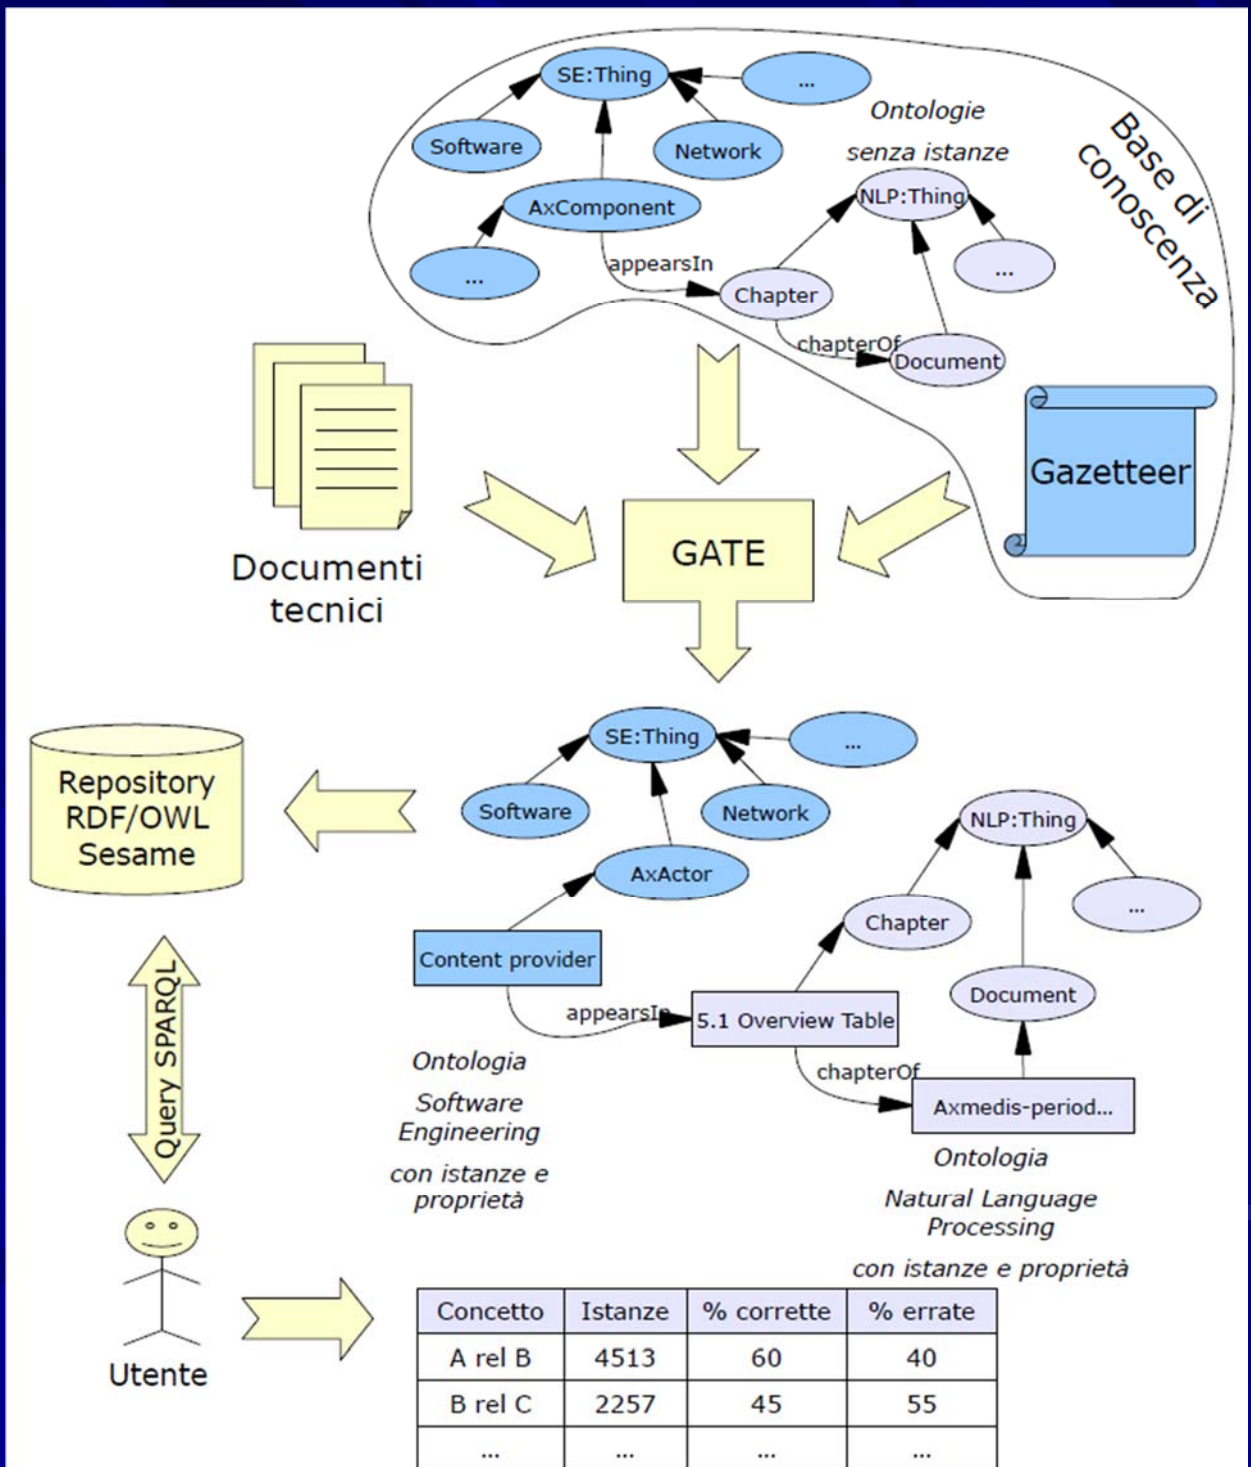 SE:Thing
...
Software
Network
Ontologie
senza istanze
Base di
conoscenza
AxComponent
NLP:Thing
...
...
appearsIn
Chapter
chapterOf
Document
Gazetteer
GATE
Documenti
tecnici
SE:Thing
...
Repository
RDF/OWL
Sesame
Software
Network
NLP:Thing
AxActor
Chapter
...
Content provider
Document
appearsIn
5.1 Overview Table
Query SPARQL
Ontologia
Software
Engineering
con istanze e
proprietà
chapterOf
Axmedis-period...
Ontologia
Natural Language
Processing
con istanze e proprietà
Utente
Concetto Istanze % corrette % errate
A rel B 4513 60 40
B rel C 2257 45 55
... ... ... ...